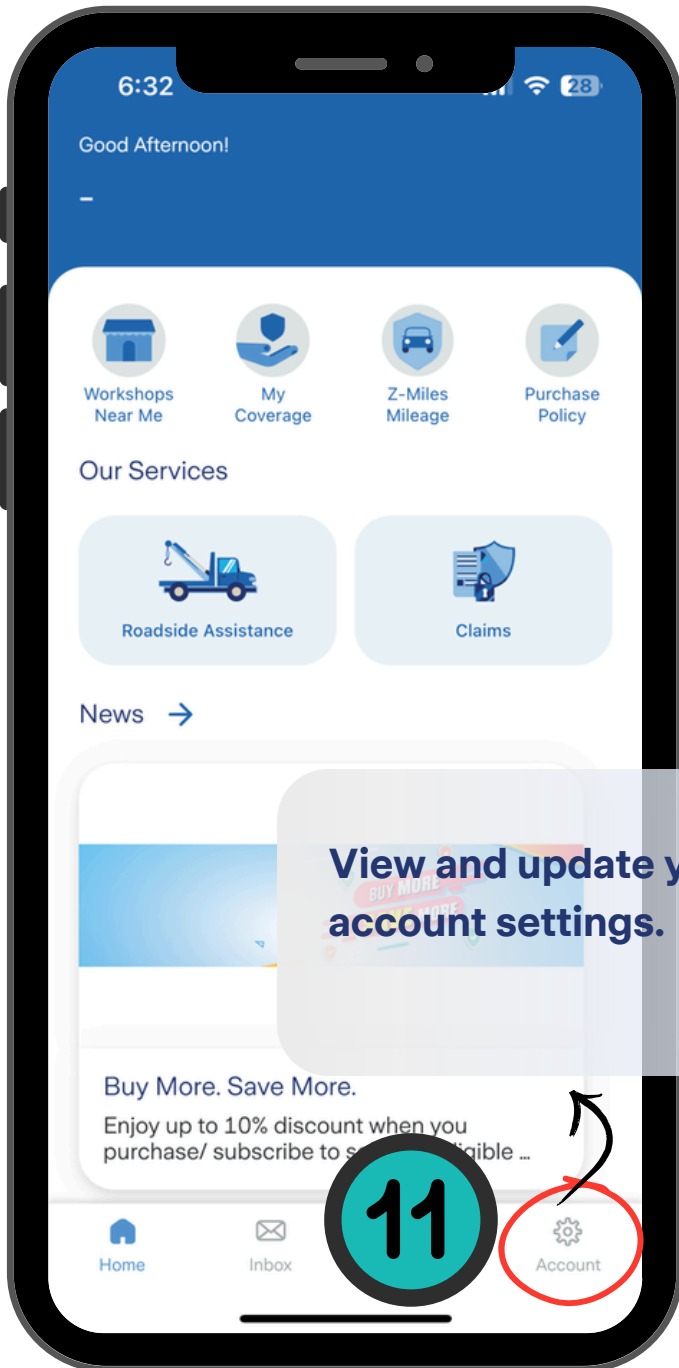 6:32
28
Good Afternoon!
–
Workshops
Near Me
My
Coverage
Z-Miles
Mileage
Purchase
Policy
Our Services
Roadside Assistance
Claims
News →
BUY MORE
MORE
View and update y
account settings.
Buy More. Save More.
Enjoy up to 10% discount when you
purchase/ subscribe to s gible ...
11
Home
Inbox
Account